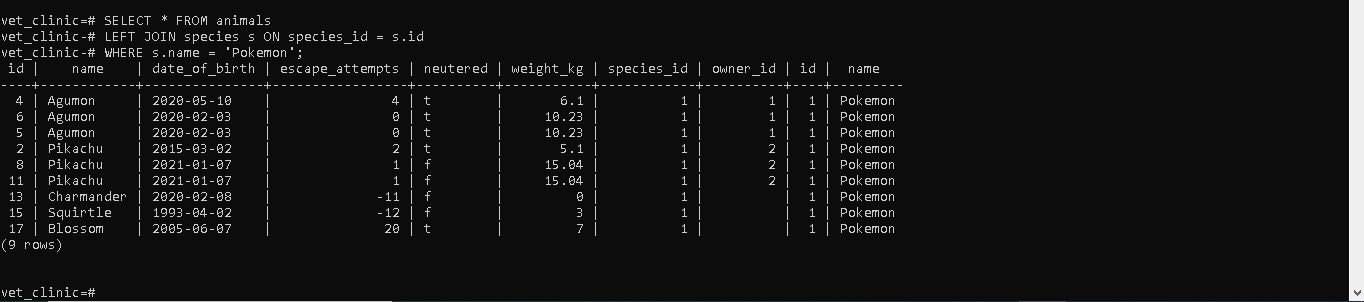 vet_clinic=# SELECT * FROM animals
vet_clinic-# LEFT JOIN species s ON species_id = s.id
vet_clinic-# WHERE s.name = 'Pokemon';
 id |    name    | date_of_birth | escape_attempts | neutered | weight_kg | species_id | owner_id | id |  name
----+------------+---------------+-----------------+----------+-----------+------------+----------+----+---------
  4 | Agumon     | 2020-05-10    |               4 | t        |       6.1 |          1 |        1 |  1 | Pokemon
  6 | Agumon     | 2020-02-03    |               0 | t        |     10.23 |          1 |        1 |  1 | Pokemon
  5 | Agumon     | 2020-02-03    |               0 | t        |     10.23 |          1 |        1 |  1 | Pokemon
  2 | Pikachu    | 2015-03-02    |               2 | t        |       5.1 |          1 |        2 |  1 | Pokemon
  8 | Pikachu    | 2021-01-07    |               1 | f        |     15.04 |          1 |        2 |  1 | Pokemon
 11 | Pikachu    | 2021-01-07    |               1 | f        |     15.04 |          1 |        2 |  1 | Pokemon
 13 | Charmander | 2020-02-08    |             -11 | f        |         0 |          1 |          |  1 | Pokemon
 15 | Squirtle   | 1993-04-02    |             -12 | f        |         3 |          1 |          |  1 | Pokemon
 17 | Blossom    | 2005-06-07    |              20 | t        |         7 |          1 |          |  1 | Pokemon
(9 rows)
vet_clinic=#